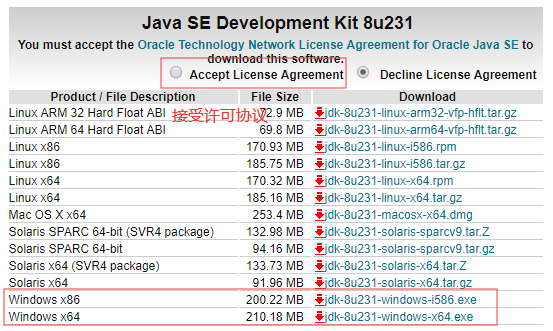 Java SE Development Kit 8u231
You must accept the Oracle Technology Network License Agreement for Oracle Java SE to
download this software.
Accept License Agreement Decline License Agreement
Product / File Description File Size Download
Linux ARM 32 Hard Float ABI 72.9 MB jdk-8u231-linux-arm32-vfp-hflt.tar.gz
接受许可协议
Linux ARM 64 Hard Float ABI 69.8 MB jdk-8u231-linux-arm64-vfp-hflt.tar.gz
Linux x86 170.93 MB jdk-8u231-linux-i586.rpm
Linux x86 185.75 MB jdk-8u231-linux-i586.tar.gz
Linux x64 170.32 MB jdk-8u231-linux-x64.rpm
Linux x64 185.16 MB jdk-8u231-linux-x64.tar.gz
Mac OS X x64 253.4 MB jdk-8u231-macosx-x64.dmg
Solaris SPARC 64-bit (SVR4 package) 132.98 MB jdk-8u231-solaris-sparcv9.tar.Z
Solaris SPARC 64-bit 94.16 MB jdk-8u231-solaris-sparcv9.tar.gz
Solaris x64 (SVR4 package) 133.73 MB jdk-8u231-solaris-x64.tar.Z
Solaris x64 91.96 MB jdk-8u231-solaris-x64.tar.gz
Windows x86 200.22 MB jdk-8u231-windows-i586.exe
Windows x64 210.18 MB jdk-8u231-windows-x64.exe